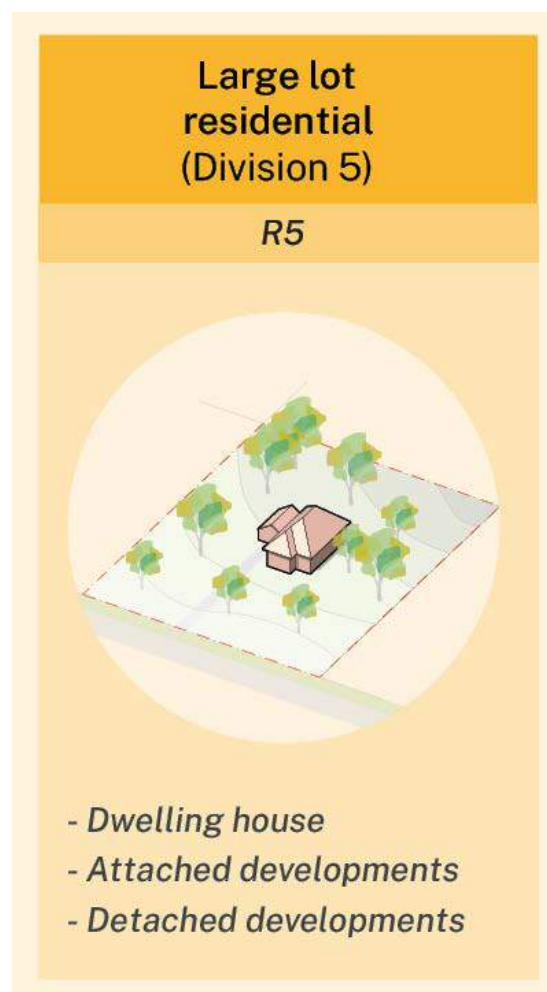 Large lot
residential
(Division 5)
R5
- Dwelling house
- Attached developments
- Detached developments